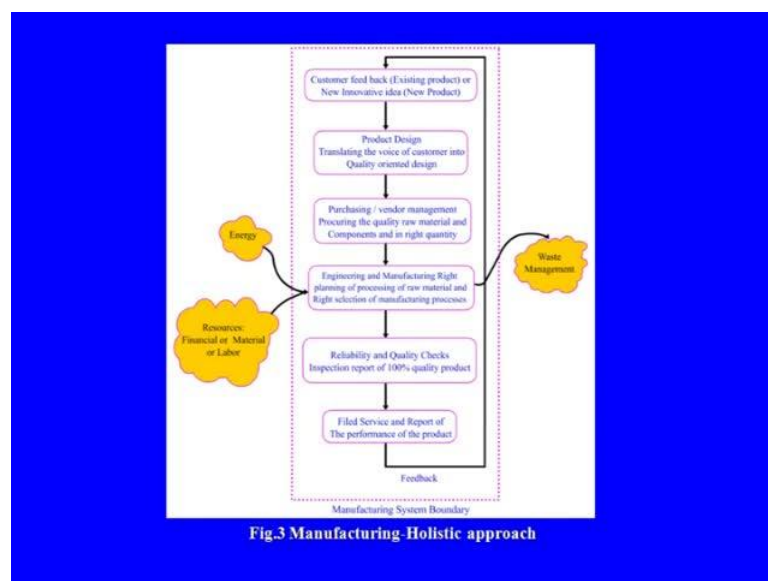 Customer feed back (Existing product) or
New Innovative idea (New Product)
Product Design
Translating the voice of customer into
Quality oriented design
Purchasing / vendor management
Procuring the quality raw material and
Components and in right quantity
Energy
Waste
Management
Engineering and Manufacturing Right
planning of processing of raw material and
Right selection of manufacturing processes
Resources:
Financial or Material
or Labor
Reliability and Quality Checks
Inspection report of 100% quality product
Filed Service and Report of
The performance of the product
Feedback
Manufacturing System Boundary
Fig.3 Manufacturing-Holistic approach